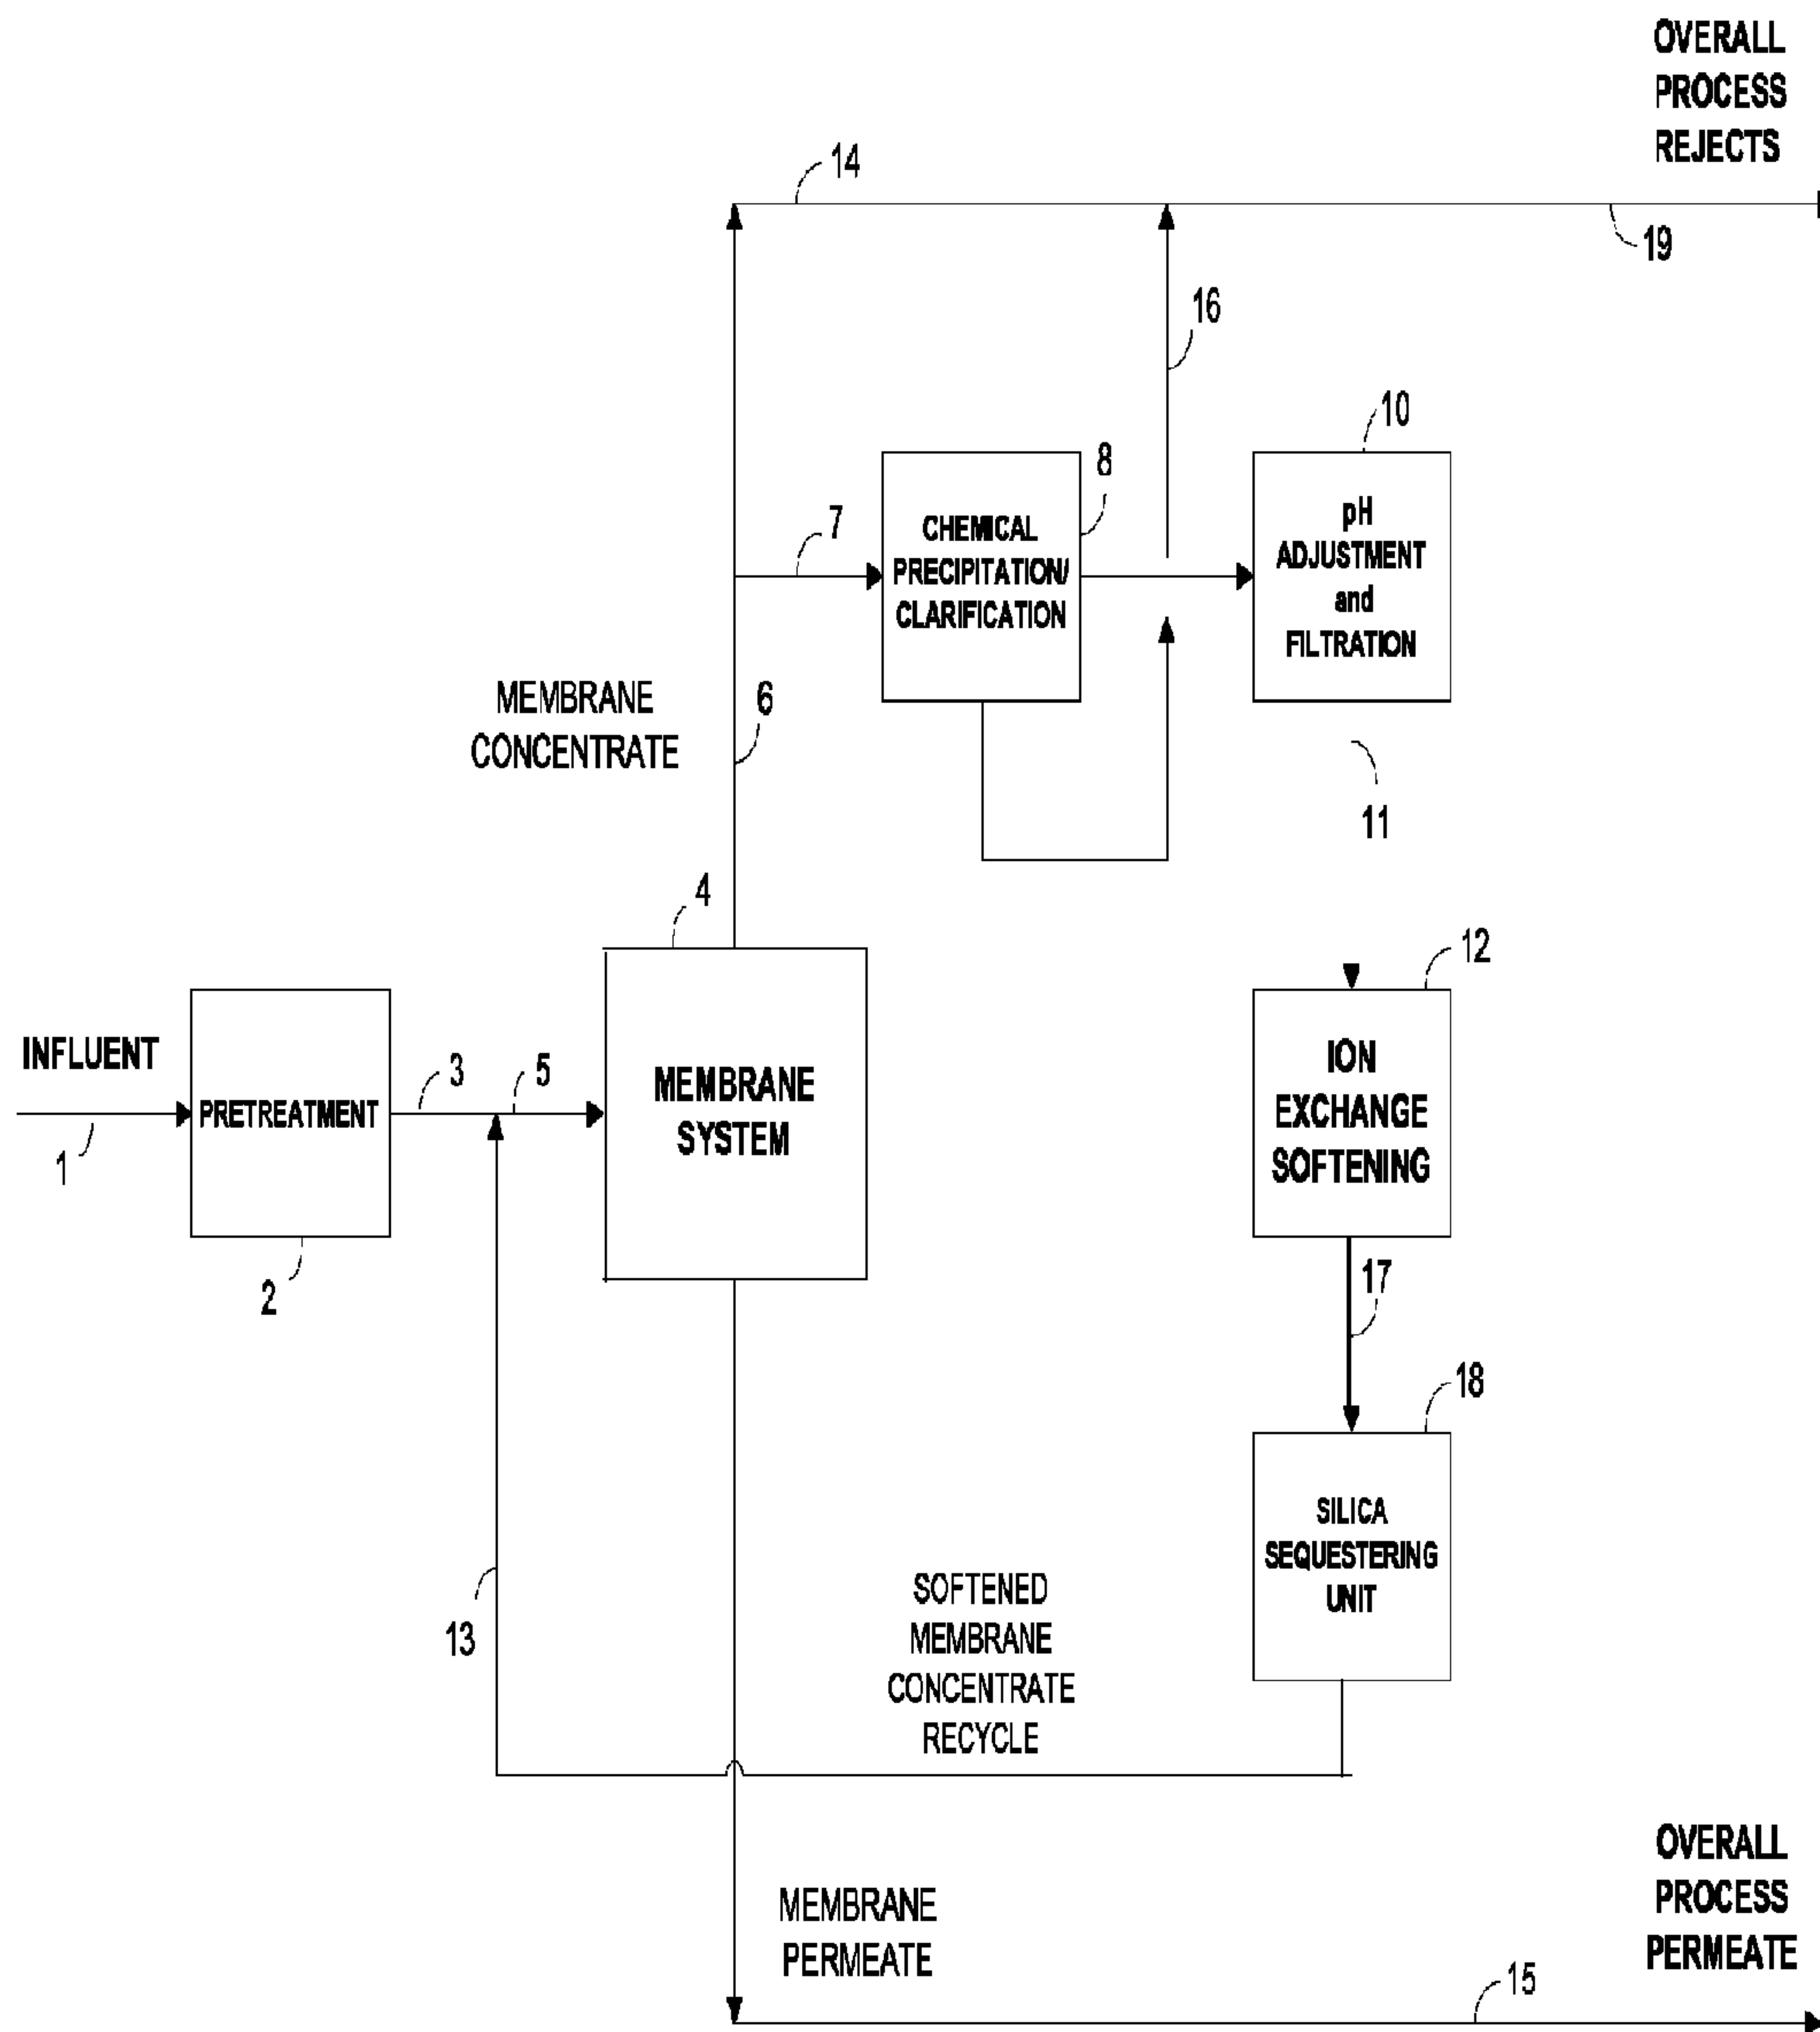 OVERALL
PROCESS
REJECTS
14
19
16
10
8
7
CHEMICAL
PRECIPITATION/
CLARIFICATION
pH
ADJUSTMENT
and
FILTRATION
MEMBRANE
CONCENTRATE
6
11
4
12
INFLUENT
PRETREATMENT
3
5
MEMBRANE
SYSTEM
ION
EXCHANGE
SOFTENING
1
2
17
18
SILICA
SEQUESTERING
UNIT
13
SOFTENED
MEMBRANE
CONCENTRATE
RECYCLE
MEMBRANE
PERMEATE
OVERALL
PROCESS
PERMEATE
15